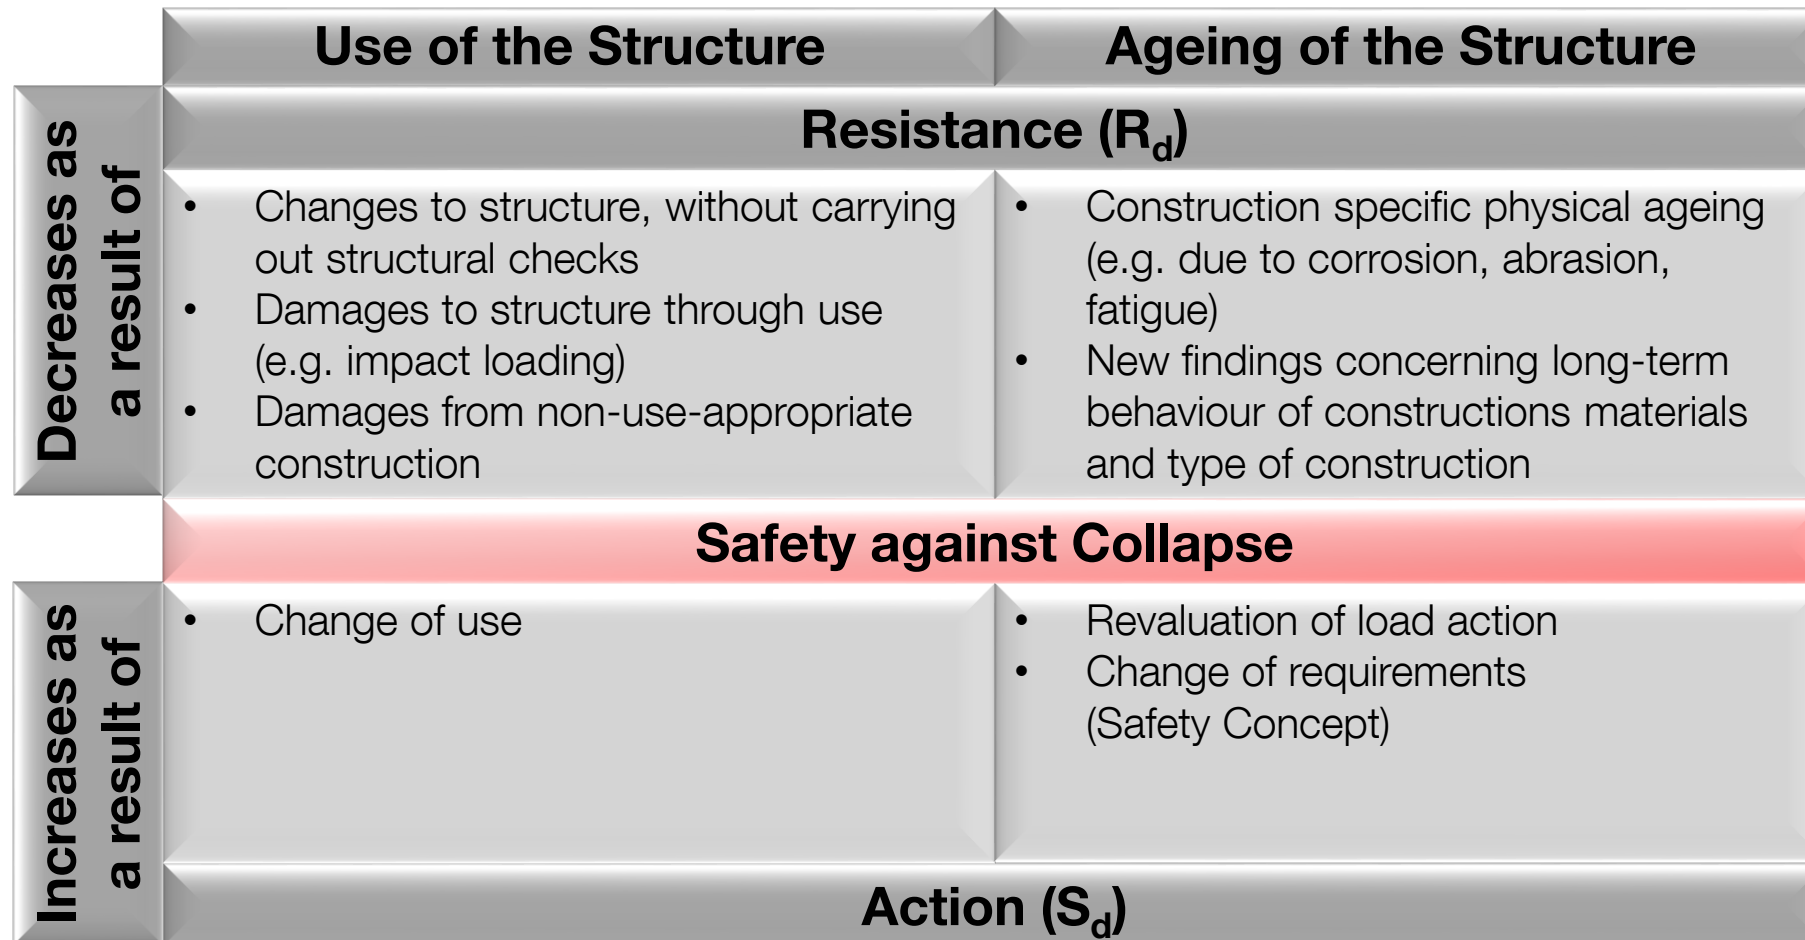 Use of the Structure
Ageing of the Structure
Decreases as
a result of
Resistance (Rd)
• Changes to structure, without carrying
out structural checks
• Damages to structure through use
(e.g. impact loading)
• Damages from non-use-appropriate
construction
• Construction specific physical ageing
(e.g. due to corrosion, abrasion,
fatigue)
• New findings concerning long-term
behaviour of constructions materials
and type of construction
Safety against Collapse
Increases as
a result of
• Change of use
• Revaluation of load action
• Change of requirements
(Safety Concept)
Action (Sd)